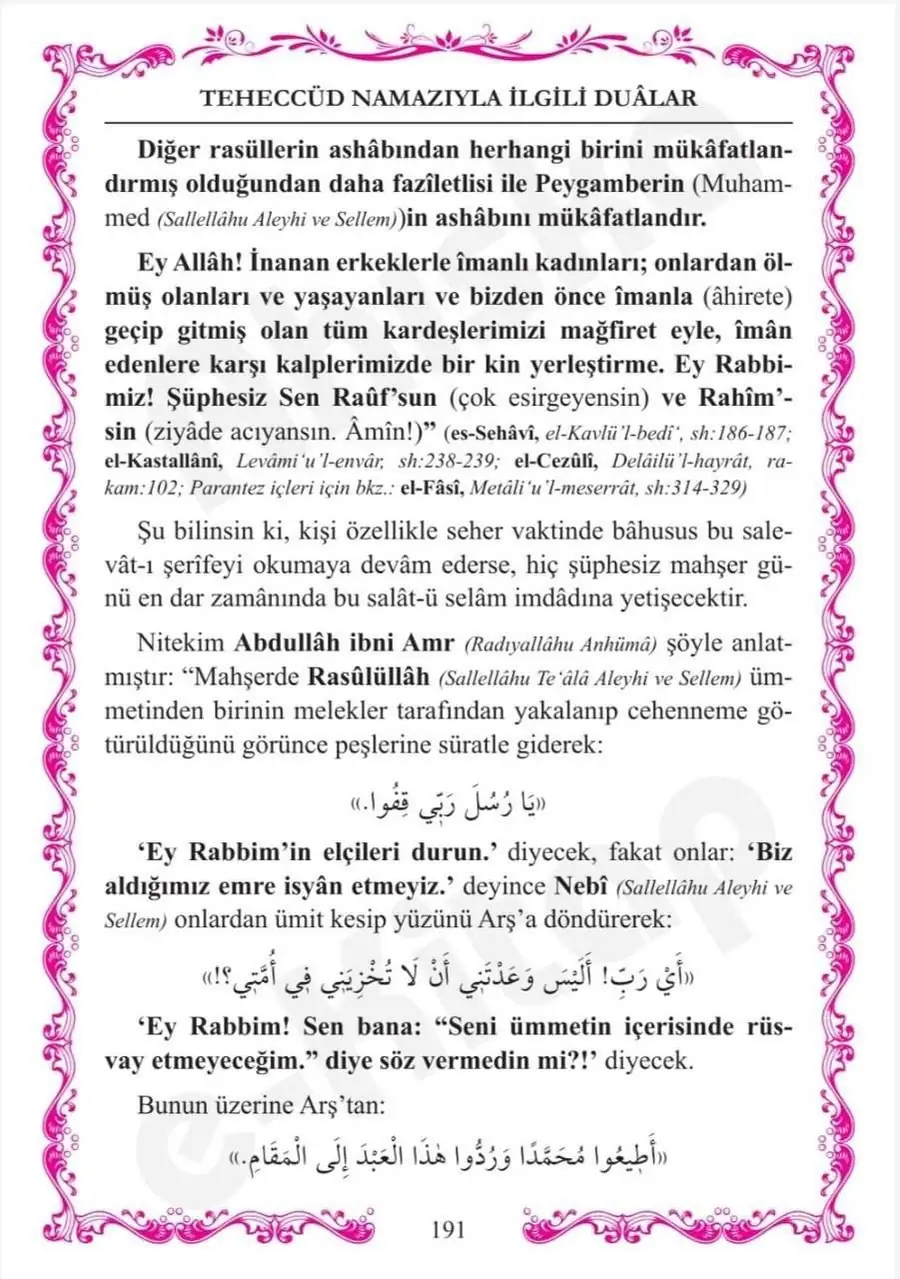 TEHECCÜD NAMAZIYLA İLGİLİ DUÂLAR
Diğer rasüllerin ashâbından herhangi birini mükâfatlan-
dırmış olduğundan daha fazîletlisi ile Peygamberin (Muham-
med (Sallellâhu Aleyhi ve Sellem))in ashâbını mükâfatlandır.
Ey Allâh! İnanan erkeklerle îmanlı kadınları; onlardan öl-
müş olanları ve yaşayanları ve bizden önce îmanla (âhirete)
geçip gitmiş olan tüm kardeşlerimizi mağfiret eyle, îmân
edenlere karşı kalplerimizde bir kin yerleştirme. Ey Rabbi-
miz! Şüphesiz Sen Raûf’sun (çok esirgeyensin) ve Rahîm’-
sin (ziyâde acıyansın. Âmîn!)” (es-Sehâvî, el-Kavlü’l-bedî‘, sh:186-187;
el-Kastallânî, Levâmi‘u’l-envâr, sh:238-239; el-Cezûlî, Delâilü’l-hayrât, ra-
kam:102; Parantez içleri için bkz.: el-Fâsî, Metâli‘u’l-meserrât, sh:314-329)
Şu bilinsin ki, kişi özellikle seher vaktinde bâhusus bu sale-
vât-ı şerîfeyi okumaya devâm ederse, hiç şüphesiz mahşer gü-
nü en dar zamânında bu salât-ü selâm imdâdına yetişecektir.
Nitekim Abdullâh ibni Amr (Radıyallâhu Anhümâ) şöyle anlat-
mıştır: “Mahşerde Rasûlüllâh (Sallellâhu Te‘âlâ Aleyhi ve Sellem) üm-
metinden birinin melekler tarafından yakalanıp cehenneme gö-
türüldüğünü görünce peşlerine süratle giderek:
«يَا رُسُلَ رَبِّي قِفُوا.»
‘Ey Rabbim’in elçileri durun.’ diyecek, fakat onlar: ‘Biz
aldığımız emre isyân etmeyiz.’ deyince Nebî (Sallellâhu Aleyhi ve
Sellem) onlardan ümit kesip yüzünü Arş’a döndürerek:
«أَيْ رَبِّ! أَلَيْسَ وَعَدْتَنِي أَنْ لَا تُخْزِيَنِي فِي أُمَّتِي؟!»
‘Ey Rabbim! Sen bana: “Seni ümmetin içerisinde rüs-
vay etmeyeceğim.” diye söz vermedin mi?!’ diyecek.
Bunun üzerine Arş’tan:
«أَطِيعُوا مُحَمَّدًا وَرُدُّوا هٰذَا الْعَبْدَ إِلَى الْمَقَامِ.»
191
e-Kitap